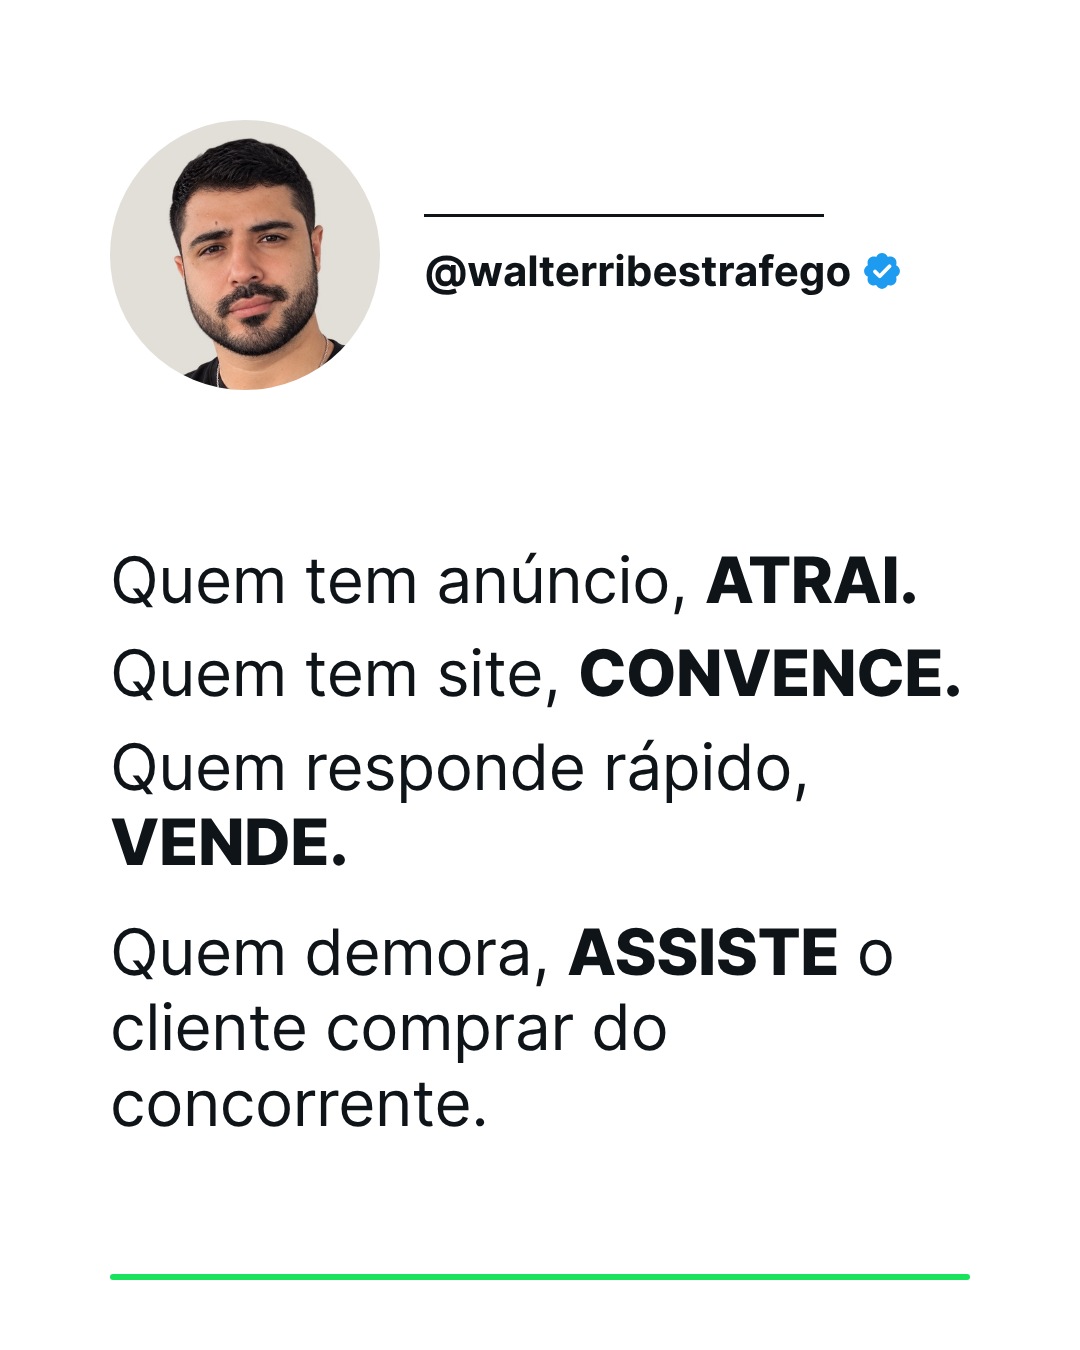 @walterribestrafego
Quem tem anúncio, ATRAI.
Quem tem site, CONVENCE.
Quem responde rápido,
VENDE.
Quem demora, ASSISTE o
cliente comprar do
concorrente.